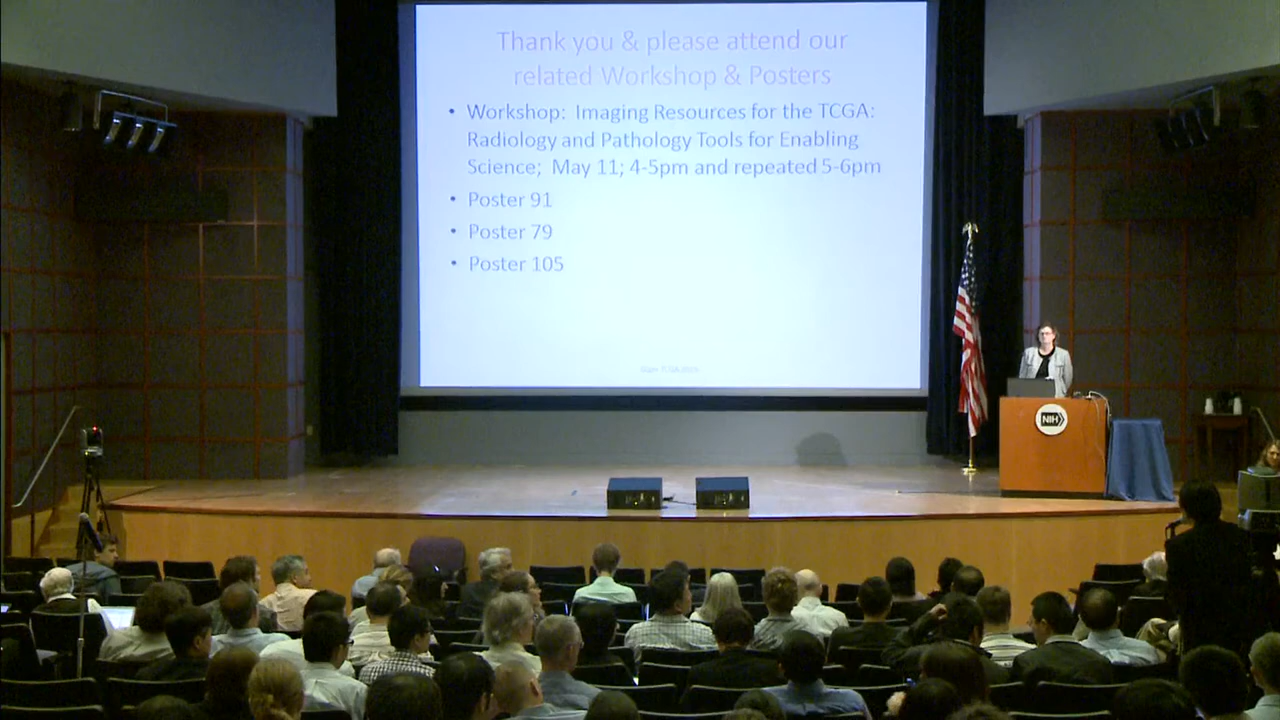 Thank you & please attend our
related Workshop & Posters
• Workshop: Imaging Resources for the TCGA:
Radiology and Pathology Tools for Enabling
Science; May 11; 4-5pm and repeated 5-6pm
• Poster 91
• Poster 79
• Poster 105
NIH